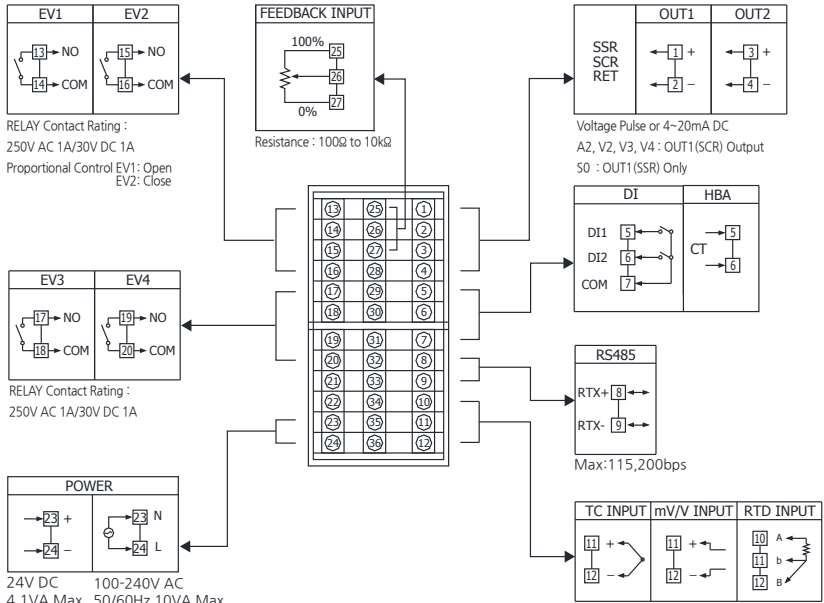 EV1 EV2
13 NO 15 NO
14 COM 16 COM
RELAY Contact Rating :
250V AC 1A/30V DC 1A
Proportional Control EV1: Open
EV2: Close
FEEDBACK INPUT
100% 25
26
27
0%
Resistance : 100Ω to 10kΩ
OUT1 OUT2
SSR
SCR
RET
1 + 3 +
2 − 4 −
Voltage Pulse or 4~20mA DC
A2, V2, V3, V4 : OUT1(SCR) Output
S0 : OUT1(SSR) Only
DI HBA
DI1 5
DI2 6
COM 7
CT
5
6
13 25 1
14 26 2
15 27 3
16 28 4
17 29 5
18 30 6
19 31 7
20 32 8
21 33 9
22 34 10
23 35 11
24 36 12
EV3 EV4
17 NO 19 NO
18 COM 20 COM
RELAY Contact Rating :
250V AC 1A/30V DC 1A
RS485
RTX+ 8
RTX- 9
Max:115,200bps
POWER
23 + 23 N
24 − 24 L
24V DC 100-240V AC
4.1VA Max 50/60Hz 10VA Max
TC INPUT mV/V INPUT RTD INPUT
11 + 11 + 10 A
12 − 12 − 11 b
12 B